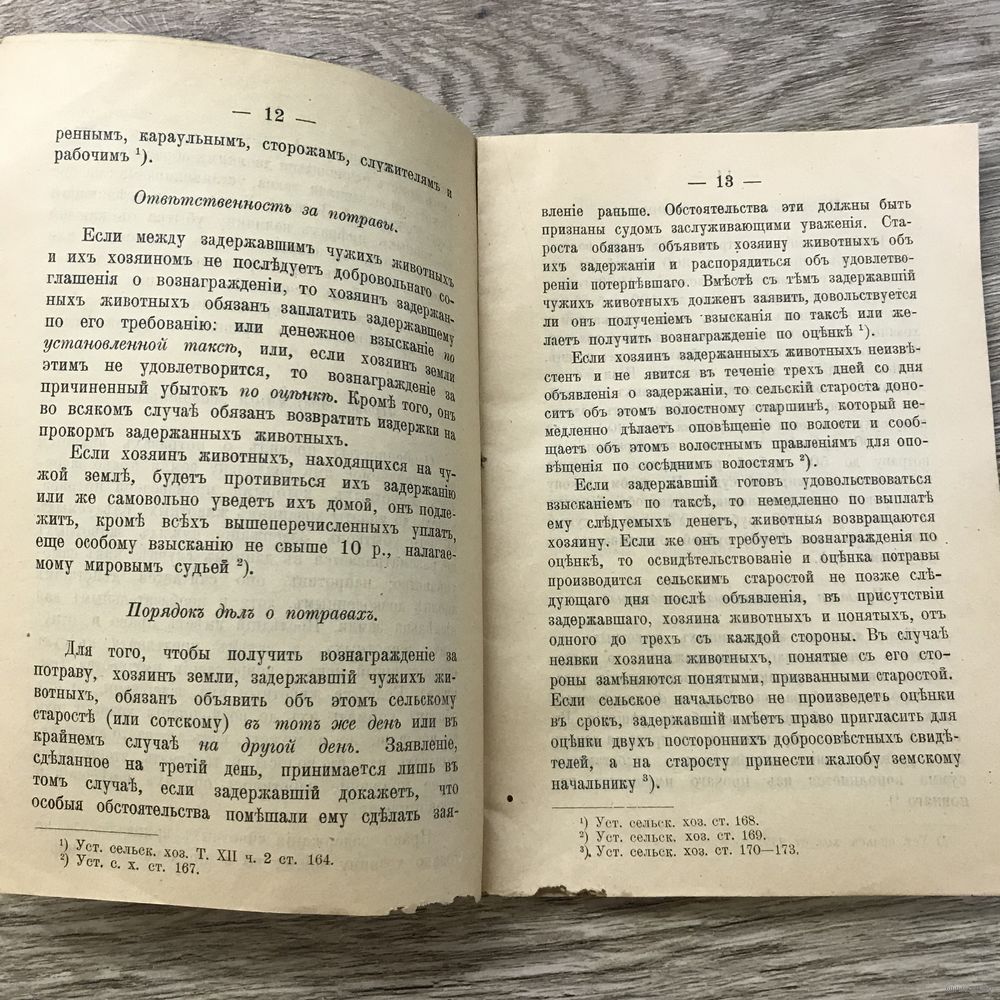 — 12 —
реннымъ, караульнымъ, сторожамъ, служителямъ и
рабочимъ ¹).
Отвѣтственность за потравы.
Если между задержавшимъ чужихъ животныхъ
и ихъ хозяиномъ не послѣдуетъ добровольнаго со-
глашенія о вознагражденіи, то хозяинъ задержан-
ныхъ животныхъ обязанъ заплатить задержавшему
по его требованію: или денежное взысканіе по
установленной таксѣ, или, если хозяинъ земли
этимъ не удовлетворится, то вознагражденіе за
причиненный убытокъ по оцѣнкѣ. Кромѣ того, онъ
во всякомъ случаѣ обязанъ возвратить издержки на
прокормъ задержанныхъ животныхъ.
Если хозяинъ животныхъ, находящихся на чу-
жой землѣ, будетъ противиться ихъ задержанію
или же самовольно уведетъ ихъ домой, онъ подле-
житъ, кромѣ всѣхъ вышеперечисленныхъ уплатъ,
еще особому взысканію не свыше 10 р., налагае-
мому мировымъ судьей ²).
Порядокъ дѣлъ о потравахъ.
Для того, чтобы получить вознагражденіе за
потраву, хозяинъ земли, задержавшій чужихъ жи-
вотныхъ, обязанъ объявить объ этомъ сельскому
старостѣ (или сотскому) въ тотъ же день или въ
крайнемъ случаѣ на другой день. Заявленіе,
сдѣланное на третій день, принимается лишь въ
томъ случаѣ, если задержавшій докажетъ, что
особыя обстоятельства помѣшали ему сдѣлать зая-
¹) Уст. сельск. хоз. Т. XII ч. 2 ст. 164.
²) Уст. с. х. ст. 167.
— 13 —
вленіе раньше. Обстоятельства эти должны быть
признаны судомъ заслуживающими уваженія. Ста-
роста обязанъ объявить хозяину животныхъ объ
ихъ задержаніи и распорядиться объ удовлетво-
реніи потерпѣвшаго. Вмѣстѣ съ тѣмъ задержавшій
чужихъ животныхъ долженъ заявить, довольствуется
ли онъ полученіемъ взысканія по таксѣ или же-
лаетъ получить вознагражденіе по оцѣнкѣ ¹).
Если хозяинъ задержанныхъ животныхъ неизвѣ-
стенъ и не явится въ теченіе трехъ дней со дня
объявленія о задержаніи, то сельскій староста доно-
ситъ объ этомъ волостному старшинѣ, который не-
медленно дѣлаетъ оповѣщеніе по волости и сооб-
щаетъ объ этомъ волостнымъ правленіямъ для опо-
вѣщенія по сосѣднимъ волостямъ ²).
Если задержавшій готовъ удовольствоваться
взысканіемъ по таксѣ, то немедленно по выплатѣ
ему слѣдуемыхъ денегъ, животныя возвращаются
хозяину. Если же онъ требуетъ вознагражденія по
оцѣнкѣ, то освидѣтельствованіе и оцѣнка потравы
производится сельскимъ старостой не позже слѣ-
дующаго дня послѣ объявленія, въ присутствіи
задержавшаго, хозяина животныхъ и понятыхъ, отъ
одного до трехъ съ каждой стороны. Въ случаѣ
неявки хозяина животныхъ, понятые съ его сто-
роны замѣняются понятыми, призванными старостой.
Если сельское начальство не произведетъ оцѣнки
въ срокъ, задержавшій имѣетъ право пригласить для
оцѣнки двухъ постороннихъ добросовѣстныхъ свидѣ-
телей, а на старосту принести жалобу земскому
начальнику ³).
¹) Уст. сельск. хоз. ст. 168.
²) Уст. сельск. хоз. ст. 169.
³). Уст. сельск. хоз. ст. 170—173.